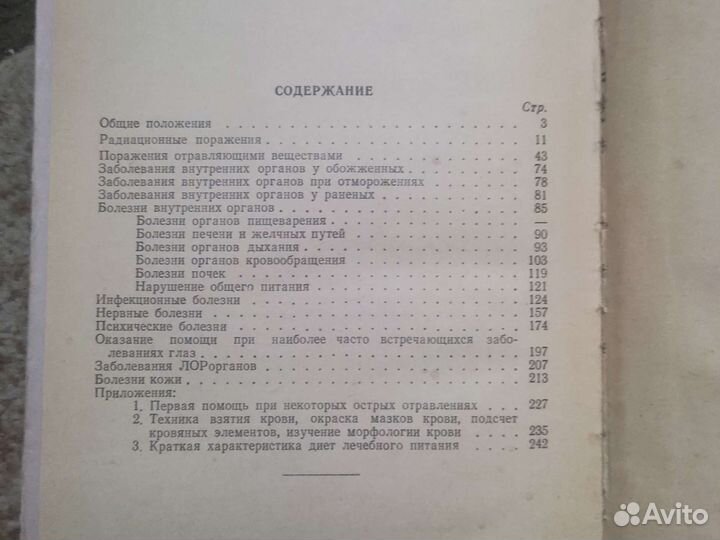 СОДЕРЖАНИЕ
Стр.
Общие положения . . . . . . . . . . . . . . . . . . 3
Радиационные поражения . . . . . . . . . . . . . . . 11
Поражения отравляющими веществами . . . . . . . . . 43
Заболевания внутренних органов у обожженных . . . . . . 74
Заболевания внутренних органов при отморожениях . . . . . 78
Заболевания внутренних органов у раненых . . . . . . . . 81
Болезни внутренних органов . . . . . . . . . . . . . . 85
Болезни органов пищеварения . . . . . . . . . . . —
Болезни печени и желчных путей . . . . . . . . . . 90
Болезни органов дыхания . . . . . . . . . . . . . 93
Болезни органов кровообращения . . . . . . . . . . 103
Болезни почек . . . . . . . . . . . . . . . . . 119
Нарушение общего питания . . . . . . . . . . . . 121
Инфекционные болезни . . . . . . . . . . . . . . . . 124
Нервные болезни . . . . . . . . . . . . . . . . . . 157
Психические болезни . . . . . . . . . . . . . . . . . 174
Оказание помощи при наиболее часто встречающихся забо-
леваниях глаз . . . . . . . . . . . . . . . . . . 197
Заболевания ЛОРорганов . . . . . . . . . . . . . . . 207
Болезни кожи . . . . . . . . . . . . . . . . . . . . 213
Приложения:
1. Первая помощь при некоторых острых отравлениях . . . 227
2. Техника взятия крови, окраска мазков крови, подсчет
кровяных элементов, изучение морфологии крови . . . . 235
3. Краткая характеристика диет лечебного питания . . . . 242
Avito